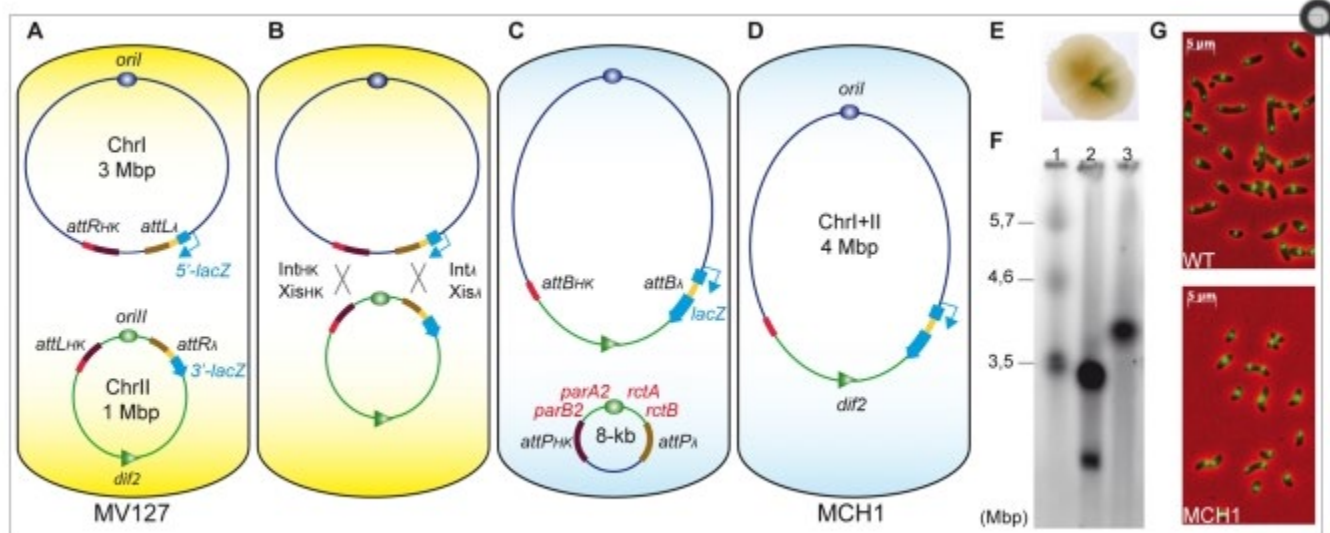 A
oriI
ChrI
3 Mbp
attRHK
attLλ
5'-lacZ
oriII
attLHK
attRλ
3'-lacZ
ChrII
1 Mbp
dif2
MV127
B
IntHK
XisHK
Intλ
Xisλ
C
attBHK
attBλ
lacZ
parA2
rctA
parB2
rctB
attPHK
8-kb
attPλ
D
oriI
ChrI+II
4 Mbp
dif2
MCH1
E
F
1 2 3
5,7
4,6
3,5
(Mbp)
G
5 µm
WT
5 µm
MCH1